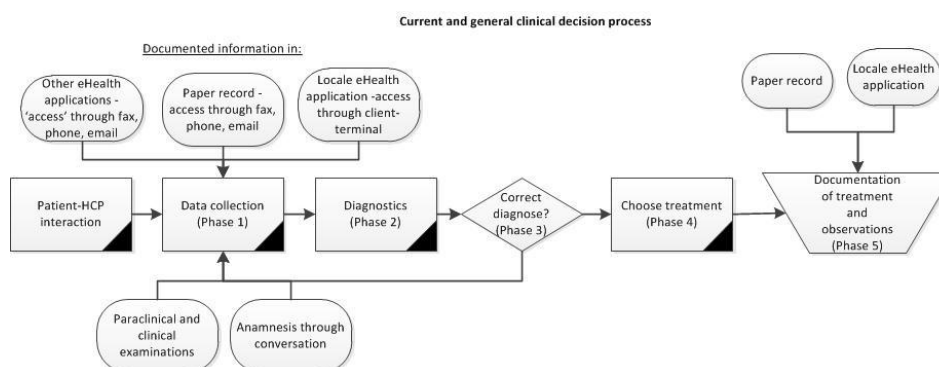 Current and general clinical decision process
Documented information in:
Other eHealth
applications -
‘access’ through fax,
phone, email
Paper record -
access through fax,
phone, email
Locale eHealth
application -access
through client-
terminal
Paper record
Locale eHealth
application
Patient-HCP
interaction
Data collection
(Phase 1)
Diagnostics
(Phase 2)
Correct
diagnose?
(Phase 3)
Choose treatment
(Phase 4)
Documentation
of treatment
and
observations
(Phase 5)
Paraclinical and
clinical
examinations
Anamnesis through
conversation